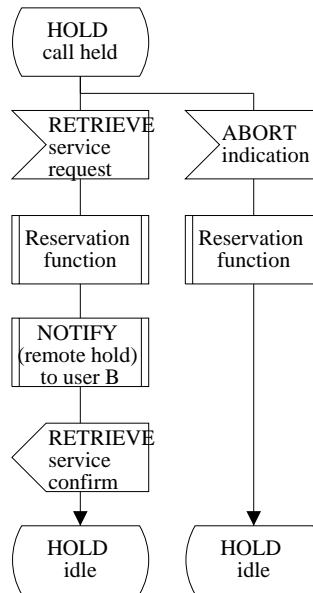 HOLD
call held
RETRIEVE
service
request
ABORT
indication
Reservation
function
Reservation
function
NOTIFY
(remote hold)
to user B
RETRIEVE
service
confirm
HOLD
idle
HOLD
idle